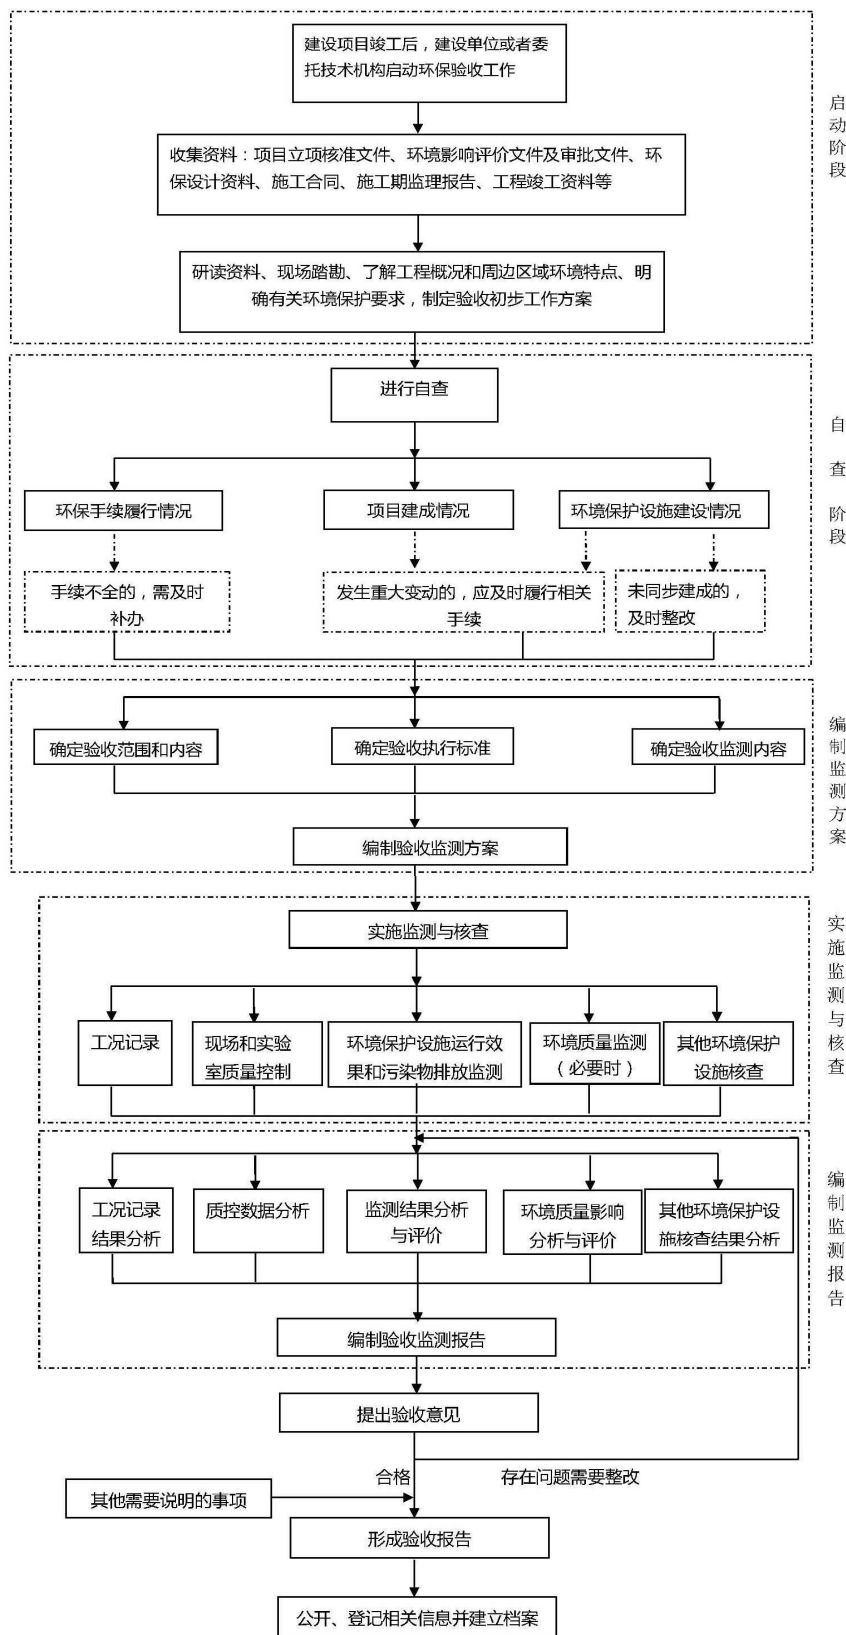 建设项目竣工后，建设单位或者委
托技术机构启动环保验收工作
收集资料：项目立项核准文件、环境影响评价文件及审批文件、环
保设计资料、施工合同、施工期监理报告、工程竣工资料等
研读资料、现场踏勘、了解工程概况和周边区域环境特点、明
确有关环境保护要求，制定验收初步工作方案
启动阶段
进行自查
环保手续履行情况
项目建成情况
环境保护设施建设情况
手续不全的，需及时
补办
发生重大变动的，应及时履行相关
手续
未同步建成的，
及时整改
自查阶段
确定验收范围和内容
确定验收执行标准
确定验收监测内容
编制验收监测方案
编制监测方案
实施监测与核查
工况记录
现场和实验
室质量控制
环境保护设施运行效
果和污染物排放监测
环境质量监测
（必要时）
其他环境保护
设施核查
实施监测与核查
工况记录
结果分析
质控数据分析
监测结果分析
与评价
环境质量影响
分析与评价
其他环境保护设
施核查结果分析
编制验收监测报告
编制监测报告
提出验收意见
合格
存在问题需要整改
其他需要说明的事项
形成验收报告
公开、登记相关信息并建立档案